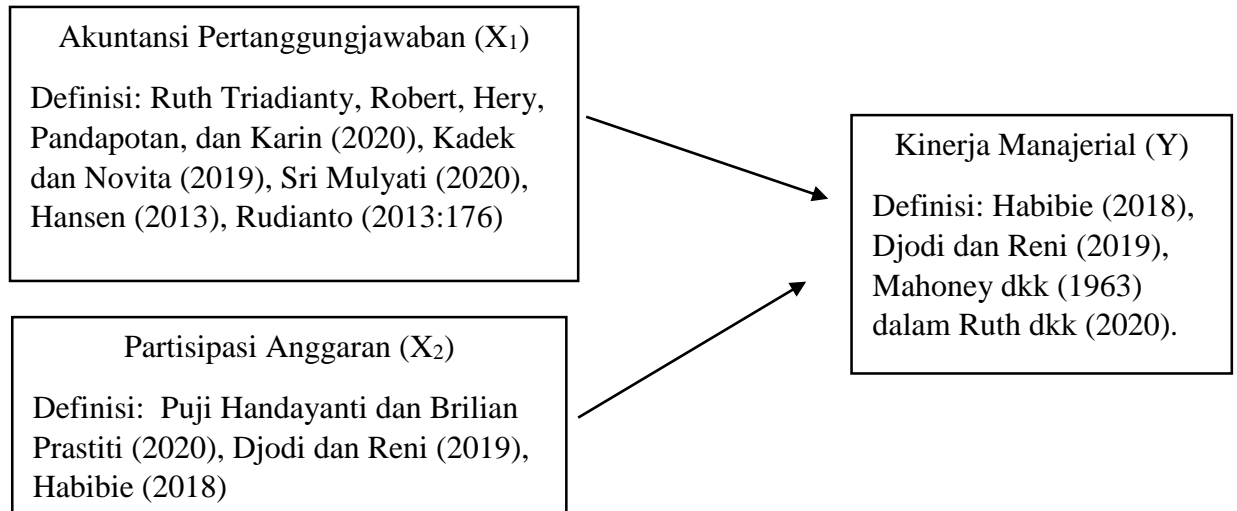 Akuntansi Pertanggungjawaban (X₁)
Definisi: Ruth Triadianty, Robert, Hery,
Pandapotan, dan Karin (2020), Kadek
dan Novita (2019), Sri Mulyati (2020),
Hansen (2013), Rudianto (2013:176)
Partisipasi Anggaran (X₂)
Definisi: Puji Handayanti dan Brilian
Prastiti (2020), Djodi dan Reni (2019),
Habibie (2018)
Kinerja Manajerial (Y)
Definisi: Habibie (2018),
Djodi dan Reni (2019),
Mahoney dkk (1963)
dalam Ruth dkk (2020).